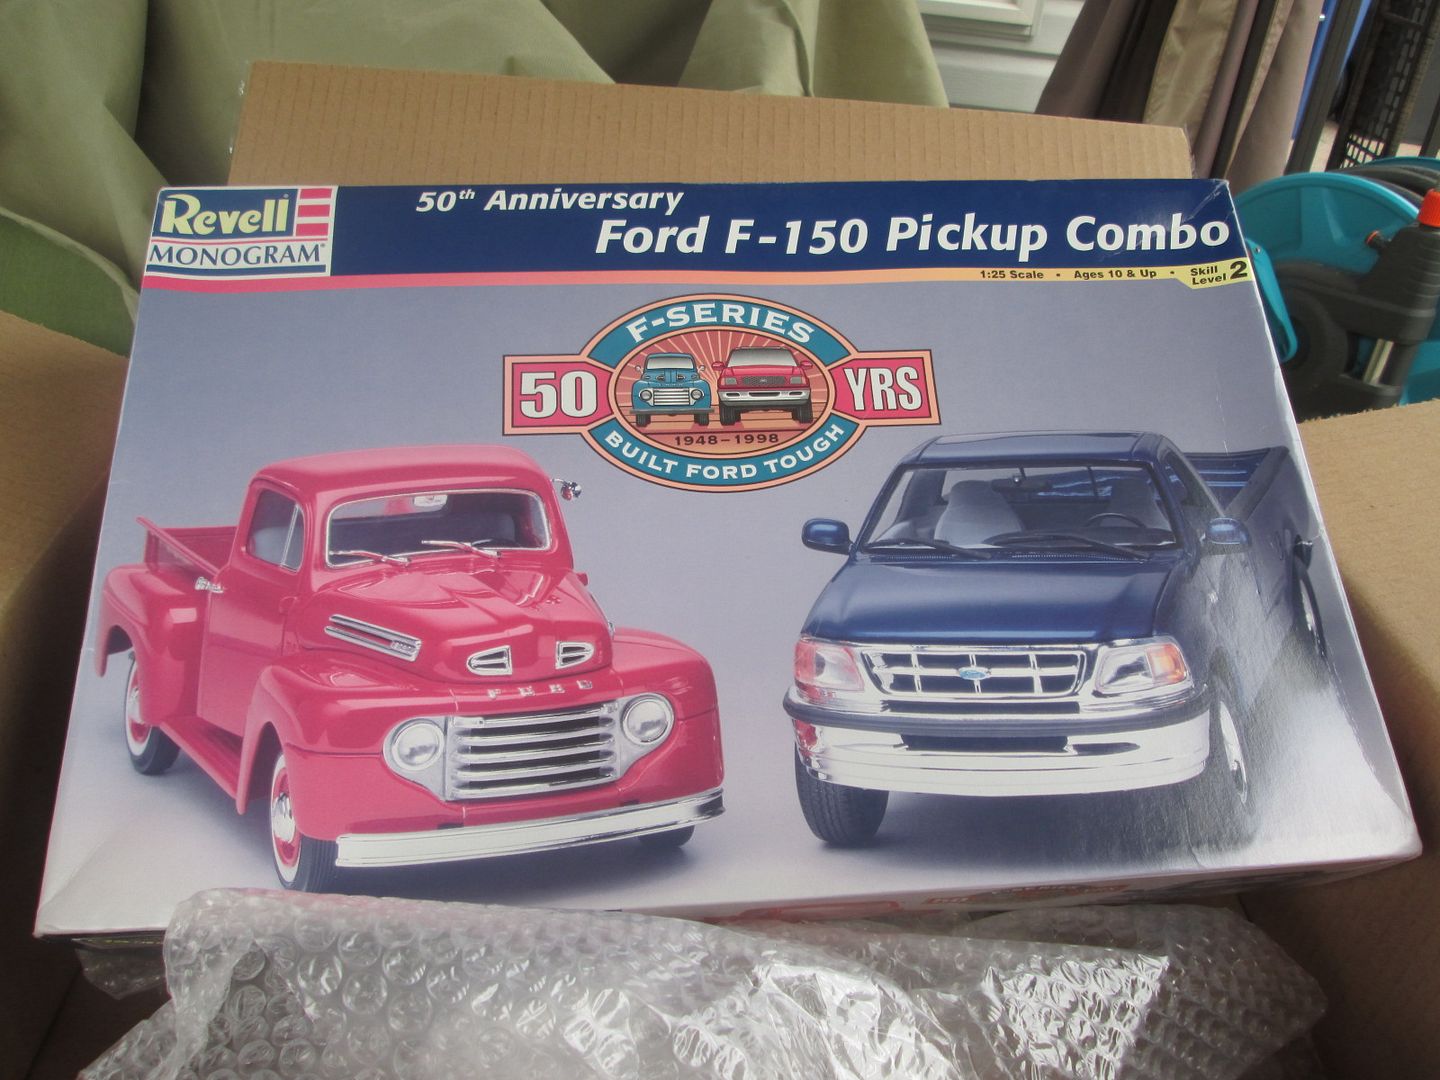 Revell
MONOGRAM
50th Anniversary
Ford F-150 Pickup Combo
1:25 Scale • Ages 10 & Up • Skill Level 2
F-SERIES
50 YRS
1948-1998
BUILT FORD TOUGH
FORD
Ford